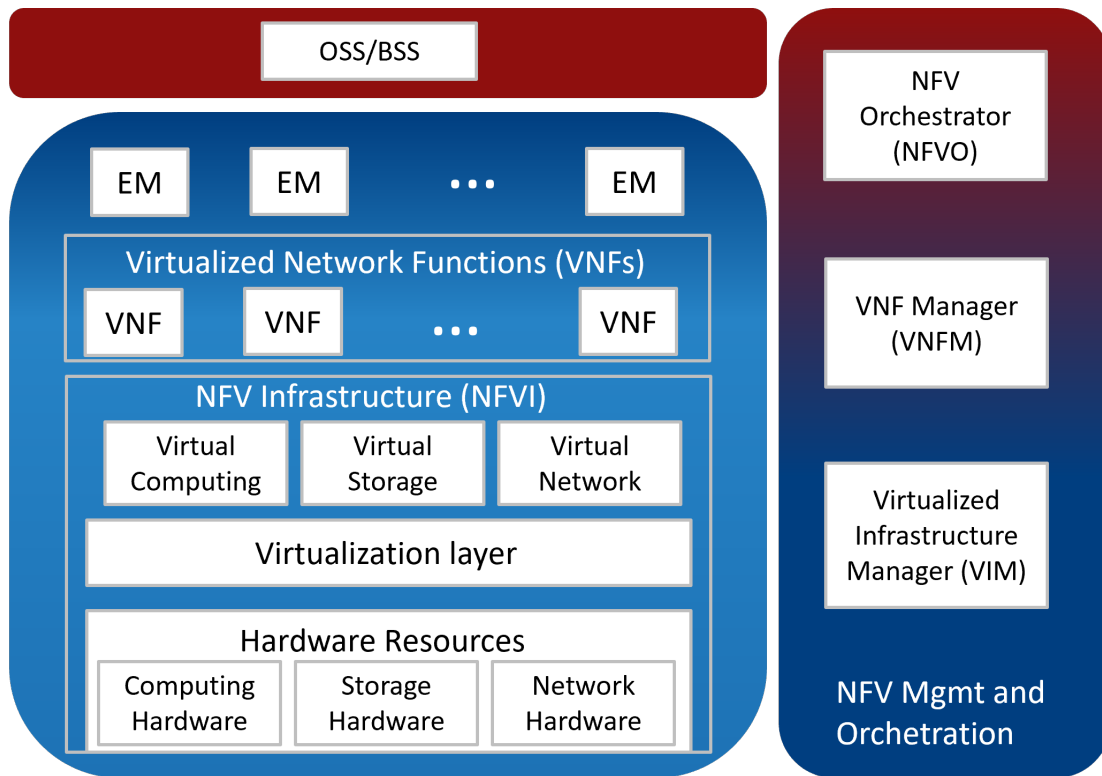 OSS/BSS
EM
EM
...
EM
Virtualized Network Functions (VNFs)
VNF
VNF
...
VNF
NFV Infrastructure (NFVI)
Virtual
Computing
Virtual
Storage
Virtual
Network
Virtualization layer
Hardware Resources
Computing
Hardware
Storage
Hardware
Network
Hardware
NFV
Orchestrator
(NFVO)
VNF Manager
(VNFM)
Virtualized
Infrastructure
Manager (VIM)
NFV Mgmt and
Orchetration